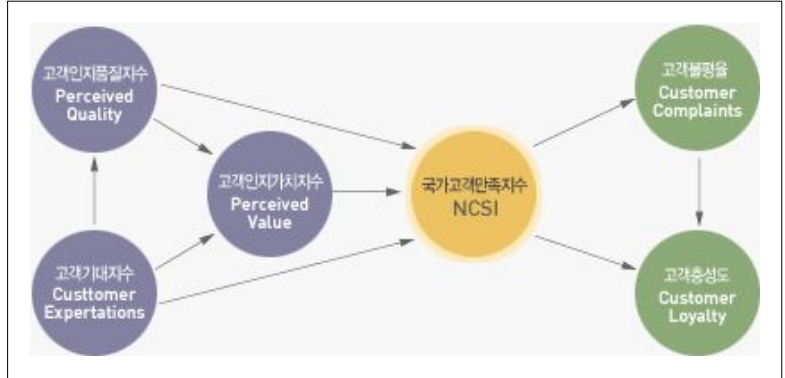 고객인지품질지수
Perceived
Quality
고객불평율
Customer
Complaints
고객인지가치지수
Perceived
Value
국가고객만족지수
NCSI
고객기대지수
Custtomer
Expertations
고객충성도
Customer
Loyalty